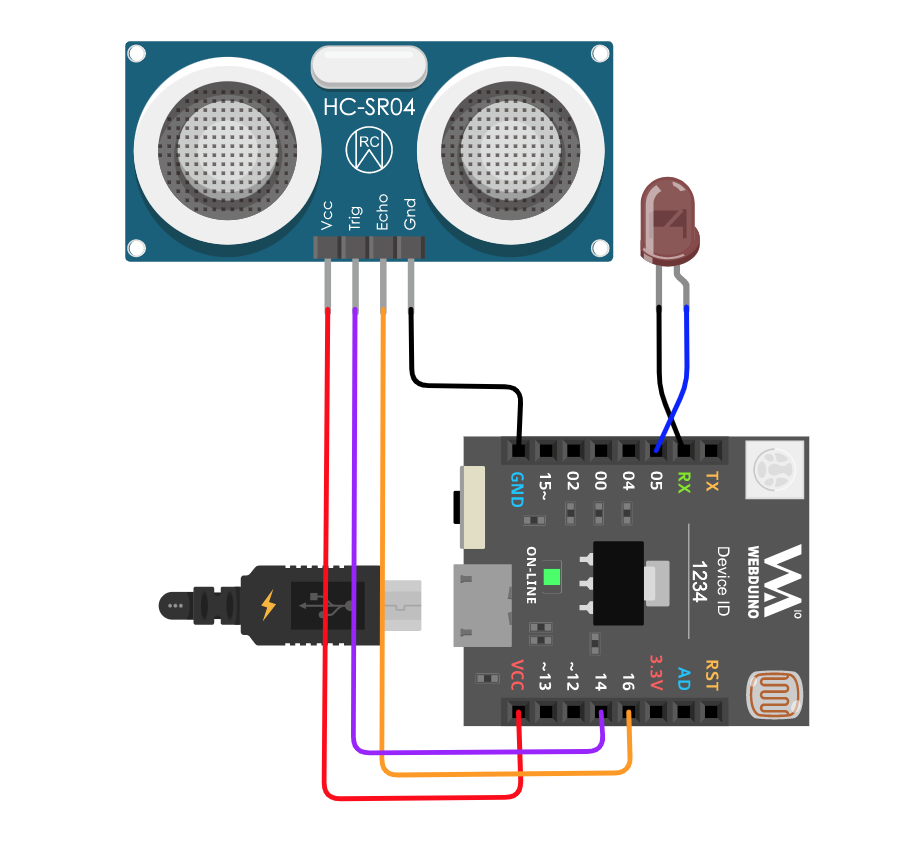 HC-SR04
RC
Vcc
Trig
Echo
Gnd
GND
15~
02
00
04
05
RX
TX
ON-LINE
Device ID
1234
WEBDUINO
IO
VCC
~13
~12
14
16
3.3V
AD
RST